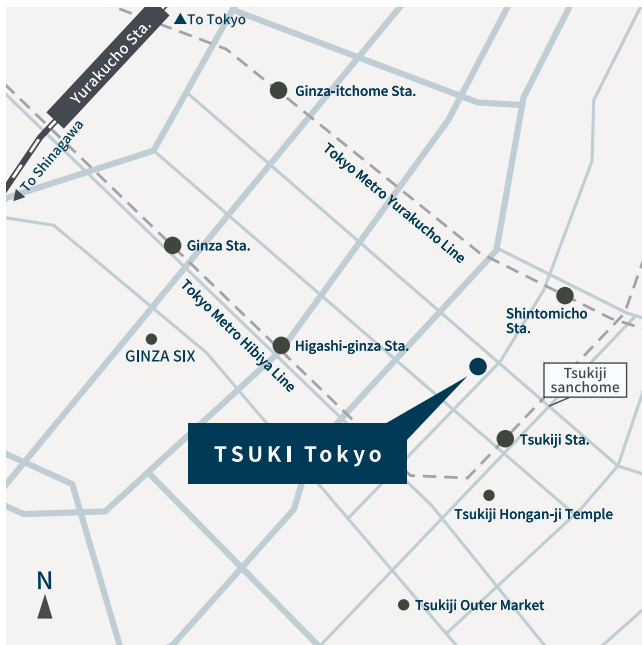 ▲To Tokyo
Yurakucho Sta.
To Shinagawa
Ginza-itchome Sta.
Tokyo Metro Yurakucho Line
Ginza Sta.
Tokyo Metro Hibiya Line
Shintomicho
Sta.
GINZA SIX
Higashi-ginza Sta.
Tsukiji
sanchome
TSUKI Tokyo
Tsukiji Sta.
Tsukiji Hongan-ji Temple
N
Tsukiji Outer Market